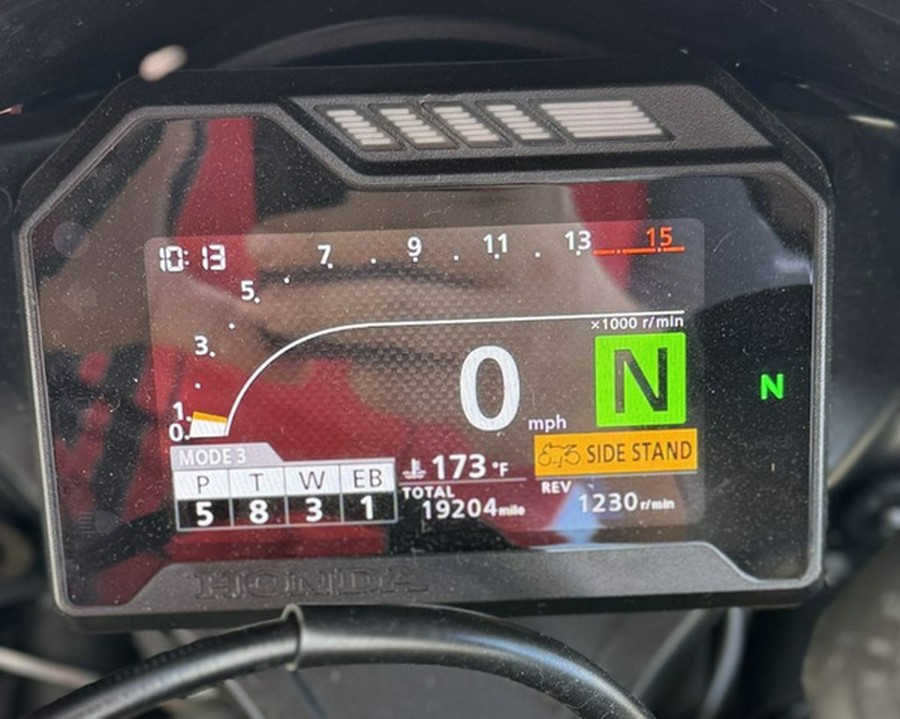 10:13
7 9 11 13 15
5
×1000 r/min
3
1
0
0 mph
N
N
SIDE STAND
MODE 3
P T W EB
5 8 3 1
173 °F
TOTAL
19204 mile
REV
1230 r/min
HONDA